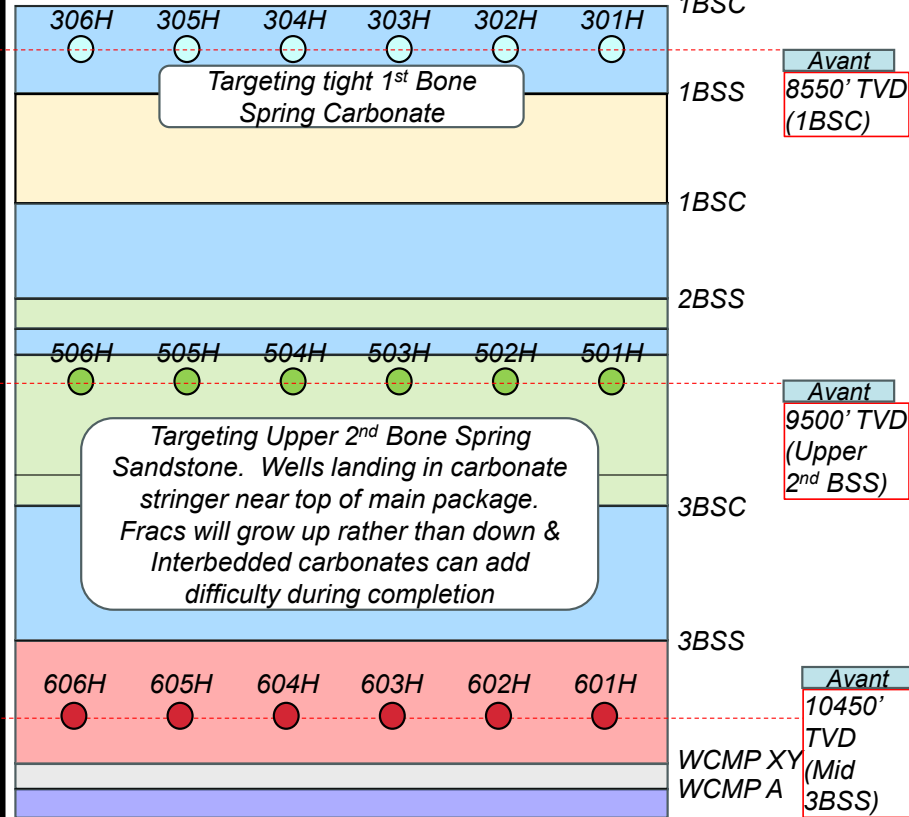 1BSC
306H 305H 304H 303H 302H 301H
Avant
8550’ TVD
(1BSC)
Targeting tight 1st Bone
Spring Carbonate
1BSS
1BSC
2BSS
506H 505H 504H 503H 502H 501H
Avant
9500’ TVD
(Upper
2nd BSS)
Targeting Upper 2nd Bone Spring
Sandstone. Wells landing in carbonate
stringer near top of main package.
Fracs will grow up rather than down &
Interbedded carbonates can add
difficulty during completion
3BSC
3BSS
606H 605H 604H 603H 602H 601H
Avant
10450’
TVD
(Mid
3BSS)
WCMP XY
WCMP A